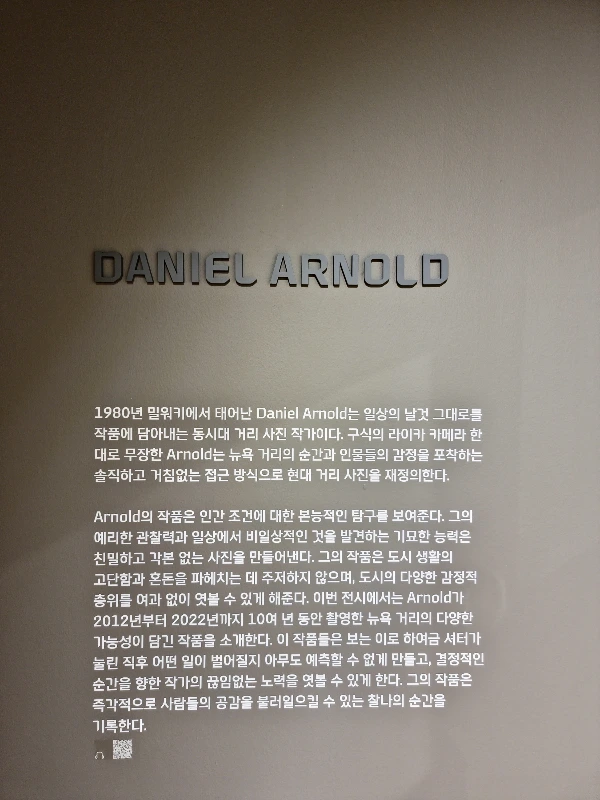 DANIEL ARNOLD
1980년 밀워키에서 태어난 Daniel Arnold는 일상의 날것 그대로를
작품에 담아내는 동시대 거리 사진 작가이다. 구식의 라이카 카메라 한
대로 무장한 Arnold는 뉴욕 거리의 순간과 인물들의 감정을 포착하는
솔직하고 거침없는 접근 방식으로 현대 거리 사진을 재정의한다.
Arnold의 작품은 인간 조건에 대한 본능적인 탐구를 보여준다. 그의
예리한 관찰력과 일상에서 비일상적인 것을 발견하는 기묘한 능력은
친밀하고 각본 없는 사진을 만들어낸다. 그의 작품은 도시 생활의
고단함과 혼돈을 파헤치는 데 주저하지 않으며, 도시의 다양한 감정적
층위를 여과 없이 엿볼 수 있게 해준다. 이번 전시에서는 Arnold가
2012년부터 2022년까지 10여 년 동안 촬영한 뉴욕 거리의 다양한
가능성이 담긴 작품을 소개한다. 이 작품들은 보는 이로 하여금 셔터가
눌린 직후 어떤 일이 벌어질지 아무도 예측할 수 없게 만들고, 결정적인
순간을 향한 작가의 끊임없는 노력을 엿볼 수 있게 한다. 그의 작품은
즉각적으로 사람들의 공감을 불러일으킬 수 있는 찰나의 순간을
기록한다.